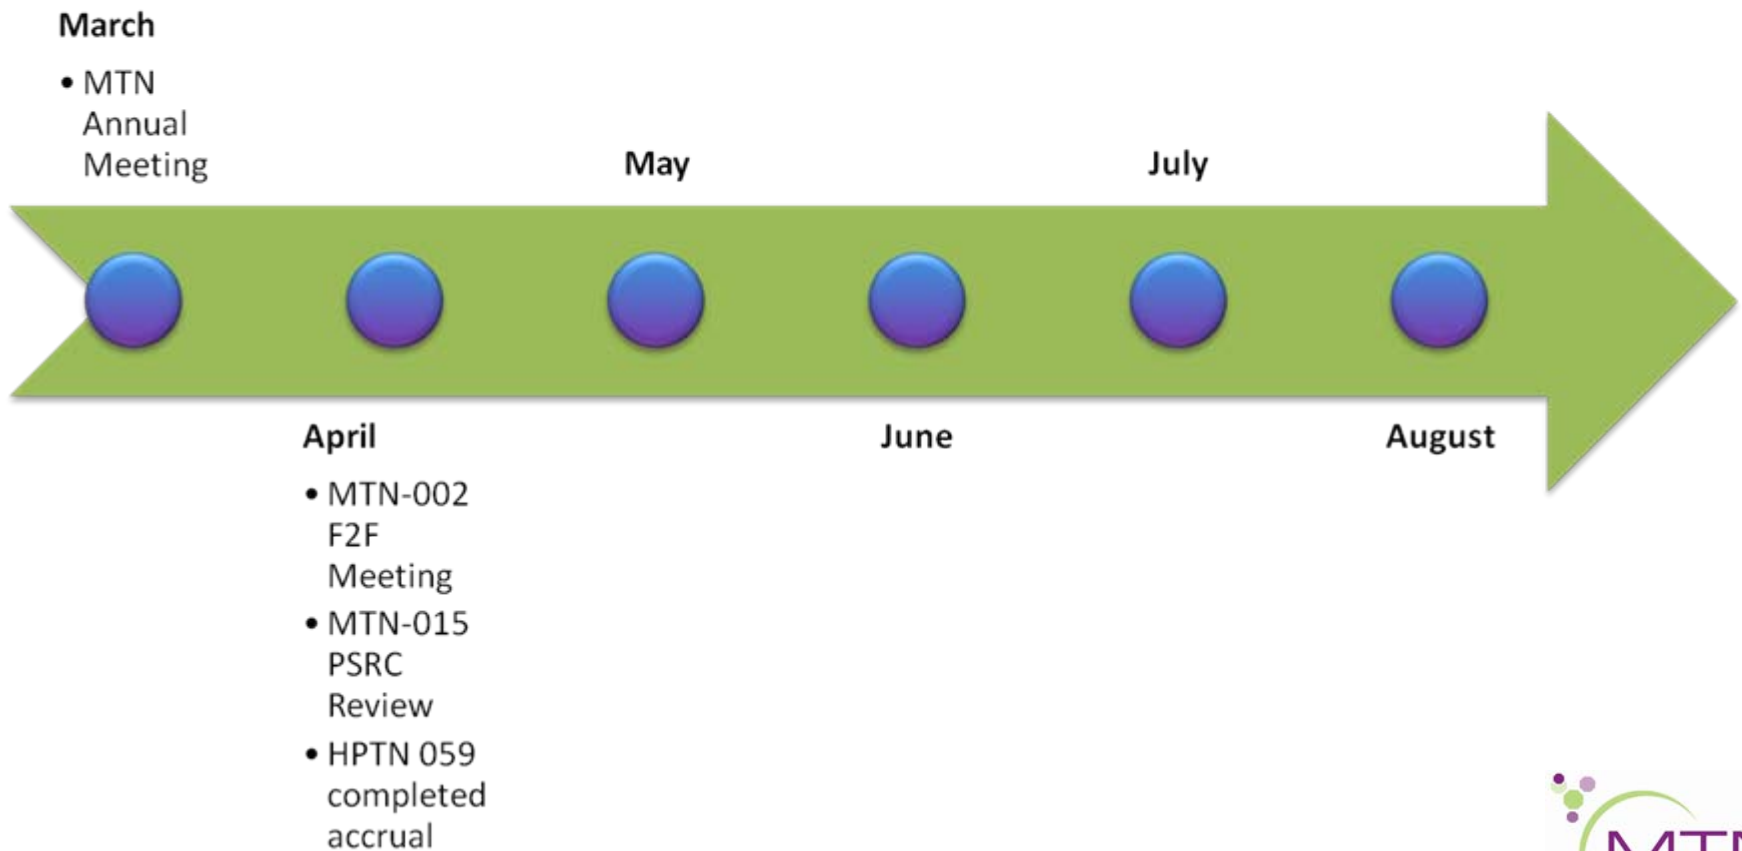 March
• MTN
Annual
Meeting
May
July
April
• MTN-002
F2F
Meeting
• MTN-015
PSRC
Review
• HPTN 059
completed
accrual
June
August
MTN